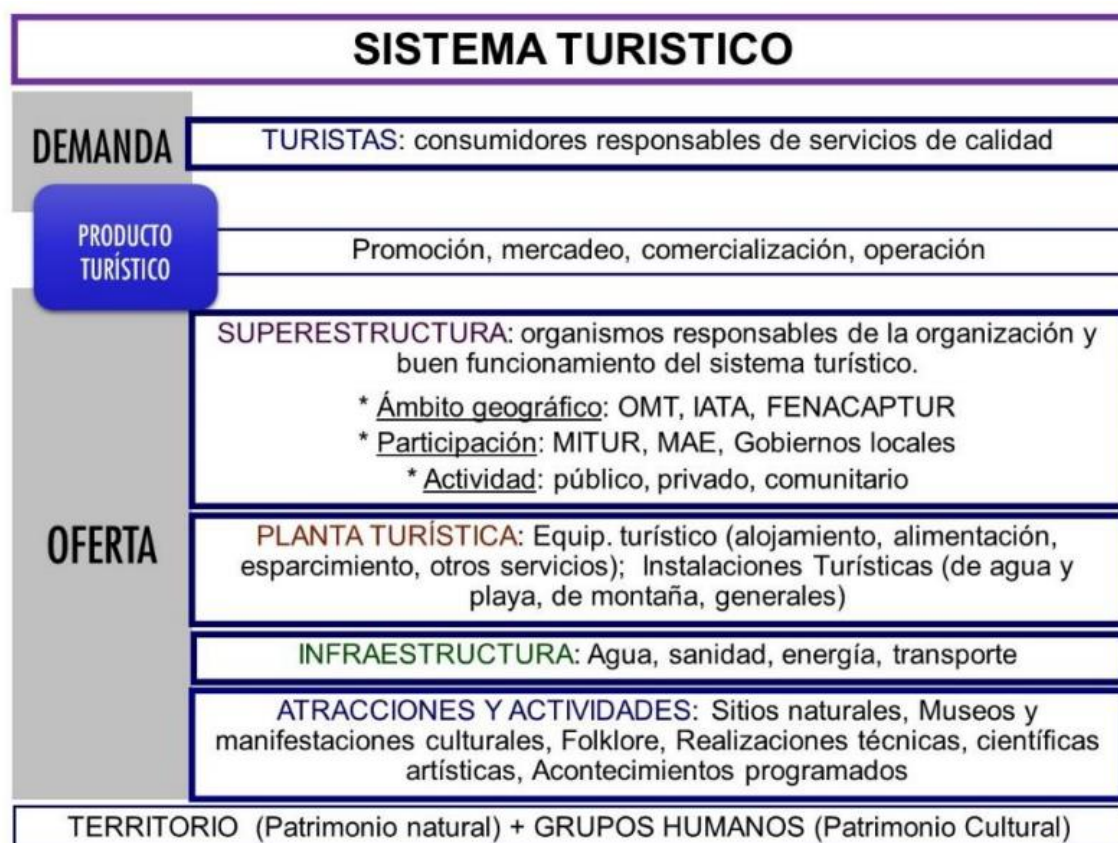 SISTEMA TURISTICO
DEMANDA
TURISTAS: consumidores responsables de servicios de calidad
PRODUCTO
TURÍSTICO
Promoción, mercadeo, comercialización, operación
OFERTA
SUPERESTRUCTURA: organismos responsables de la organización y
buen funcionamiento del sistema turístico.
* Ámbito geográfico: OMT, IATA, FENACAPTUR
* Participación: MITUR, MAE, Gobiernos locales
* Actividad: público, privado, comunitario
PLANTA TURÍSTICA: Equip. turístico (alojamiento, alimentación,
esparcimiento, otros servicios); Instalaciones Turísticas (de agua y
playa, de montaña, generales)
INFRAESTRUCTURA: Agua, sanidad, energía, transporte
ATRACCIONES Y ACTIVIDADES: Sitios naturales, Museos y
manifestaciones culturales, Folklore, Realizaciones técnicas, científicas
artísticas, Acontecimientos programados
TERRITORIO (Patrimonio natural) + GRUPOS HUMANOS (Patrimonio Cultural)